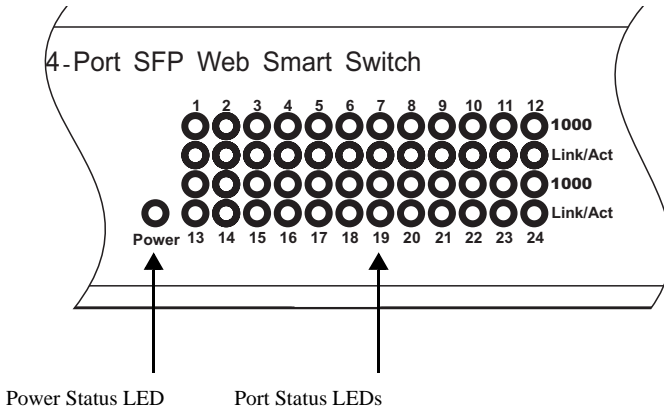 4-Port SFP Web Smart Switch
1 2 3 4 5 6 7 8 9 10 11 12
1000
Link/Act
1000
Link/Act
Power 13 14 15 16 17 18 19 20 21 22 23 24
Power Status LED Port Status LEDs